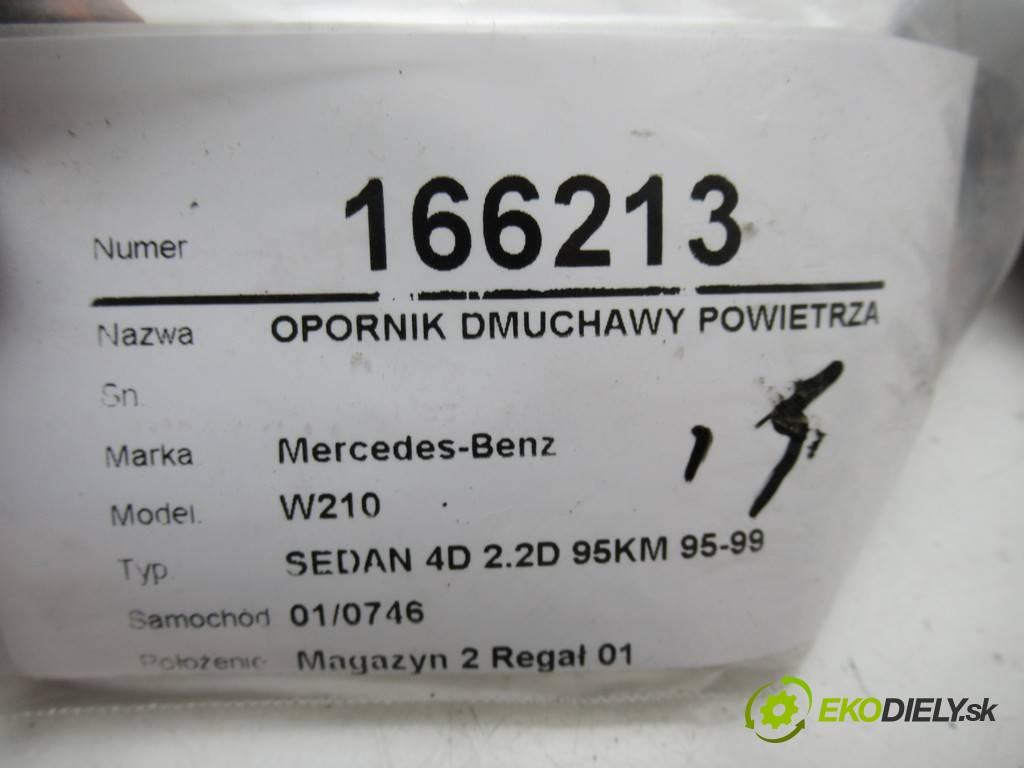 Numer 166213
Nazwa OPORNIK DMUCHAWY POWIETRZA
Sn.
Marka Mercedes-Benz
Model. W210
Typ SEDAN 4D 2.2D 95KM 95-99
Samochód 01/0746
Położenie Magazyn 2 Regał 01
EKODIELY.sk